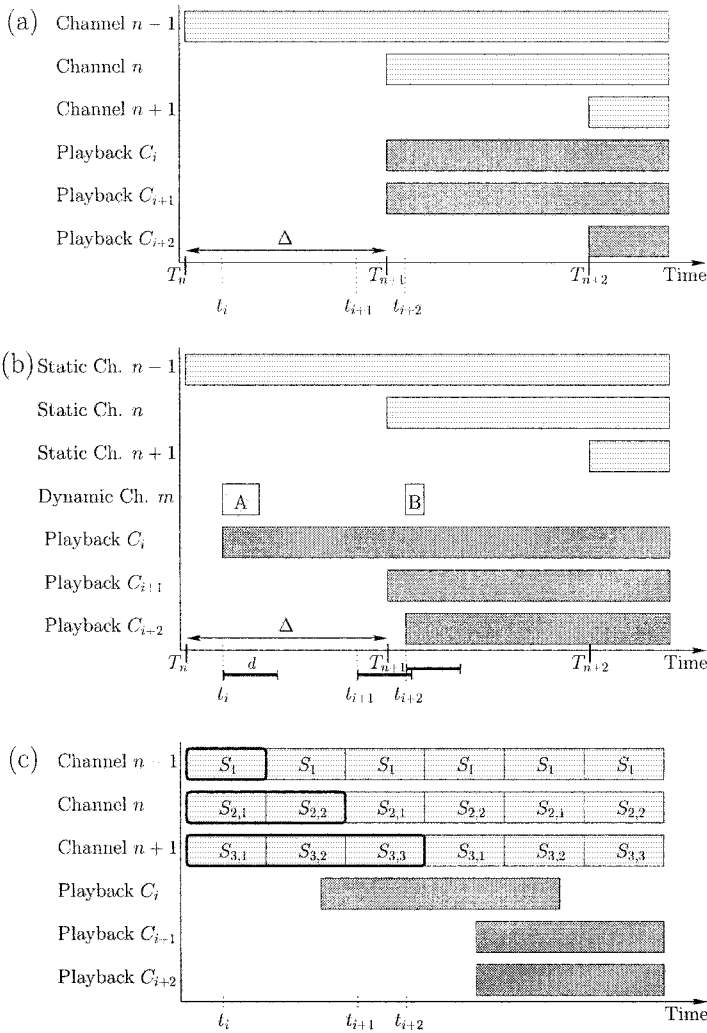 (a) Channel n − 1
Channel n
Channel n + 1
Playback C_i
Playback C_{i+1}
Playback C_{i+2}
Δ
T_n T_{n+1} T_{n+2} Time
t_i t_{i+1} t_{i+2}
(b) Static Ch. n − 1
Static Ch. n
Static Ch. n + 1
Dynamic Ch. m A B
Playback C_i
Playback C_{i+1}
Playback C_{i+2}
Δ
T_n d T_{n+1} T_{n+2} Time
t_i t_{i+1} t_{i+2}
(c) Channel n − 1 S_1 S_1 S_1 S_1 S_1 S_1
Channel n S_{2,1} S_{2,2} S_{2,1} S_{2,2} S_{2,1} S_{2,2}
Channel n + 1 S_{3,1} S_{3,2} S_{3,3} S_{3,1} S_{3,2} S_{3,3}
Playback C_i
Playback C_{i+1}
Playback C_{i+2}
t_i t_{i+1} t_{i+2} Time